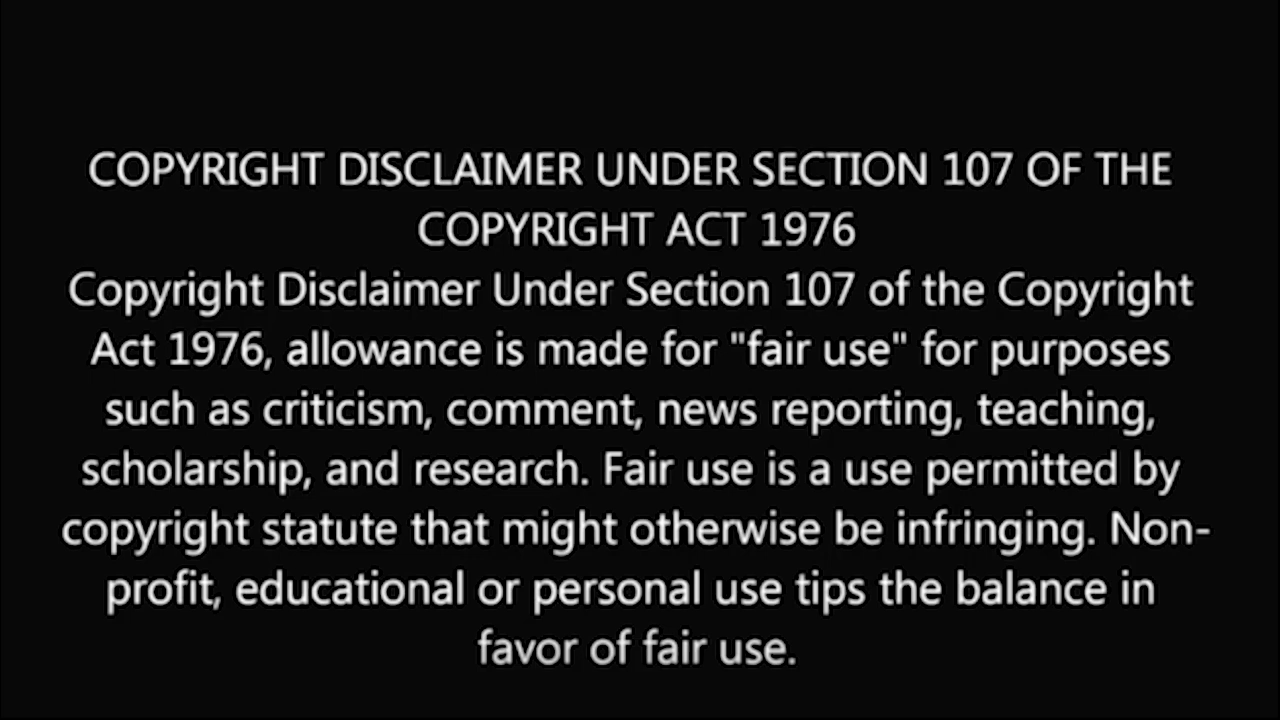 COPYRIGHT DISCLAIMER UNDER SECTION 107 OF THE
COPYRIGHT ACT 1976
Copyright Disclaimer Under Section 107 of the Copyright
Act 1976, allowance is made for "fair use" for purposes
such as criticism, comment, news reporting, teaching,
scholarship, and research. Fair use is a use permitted by
copyright statute that might otherwise be infringing. Non-
profit, educational or personal use tips the balance in
favor of fair use.